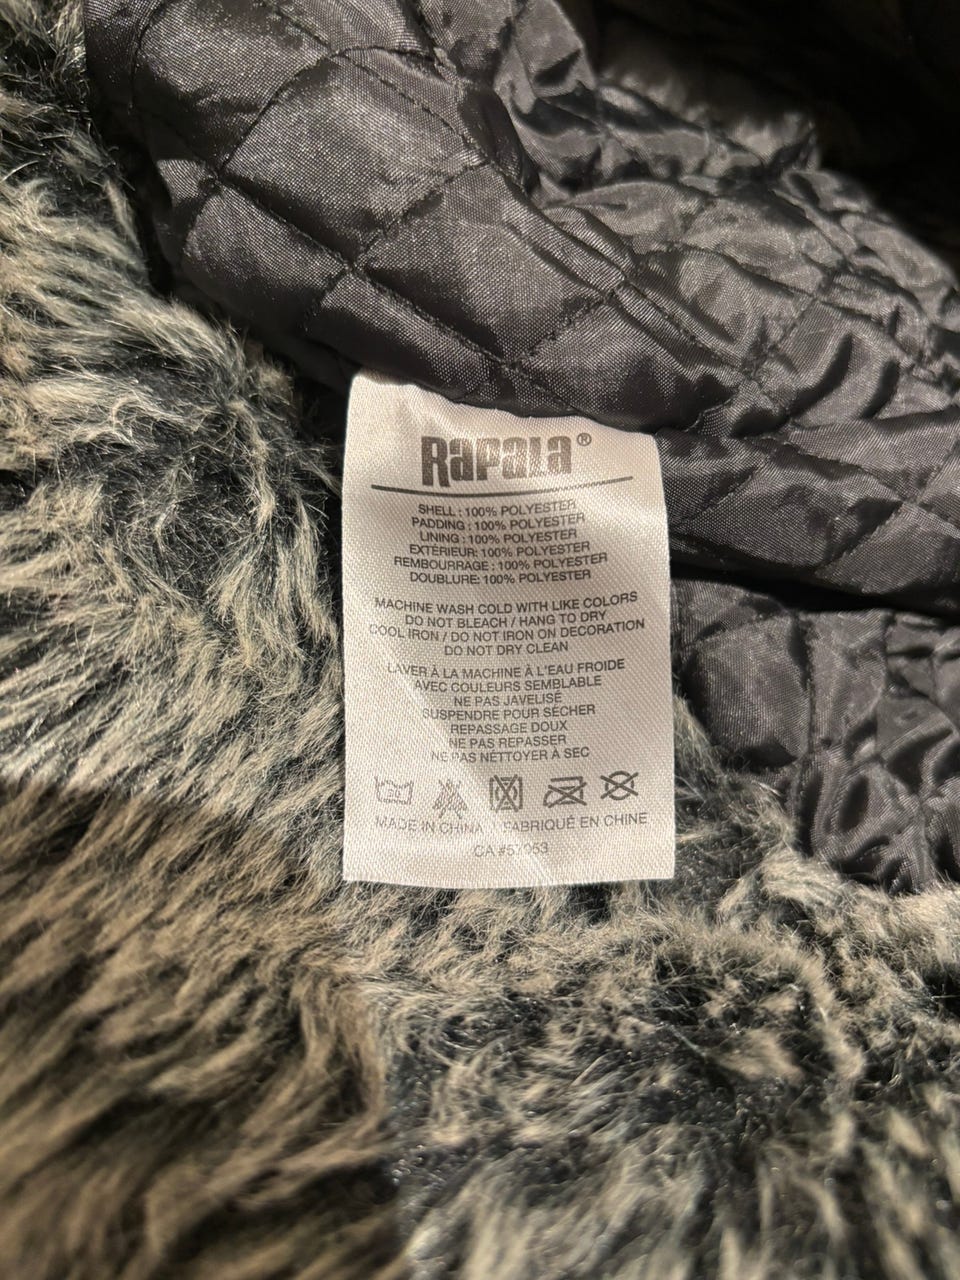 Rapala®
SHELL : 100% POLYESTER
PADDING : 100% POLYESTER
LINING : 100% POLYESTER
EXTÉRIEUR: 100% POLYESTER
REMBOURRAGE : 100% POLYESTER
DOUBLURE: 100% POLYESTER
MACHINE WASH COLD WITH LIKE COLORS
DO NOT BLEACH / HANG TO DRY
COOL IRON / DO NOT IRON ON DECORATION
DO NOT DRY CLEAN
LAVER À LA MACHINE À L'EAU FROIDE
AVEC COULEURS SEMBLABLE
NE PAS JAVELISÉ
SUSPENDRE POUR SÉCHER
REPASSAGE DOUX
NE PAS REPASSER
NE PAS NÉTTOYER À SEC
MADE IN CHINA / FABRIQUÉ EN CHINE
CA #57053